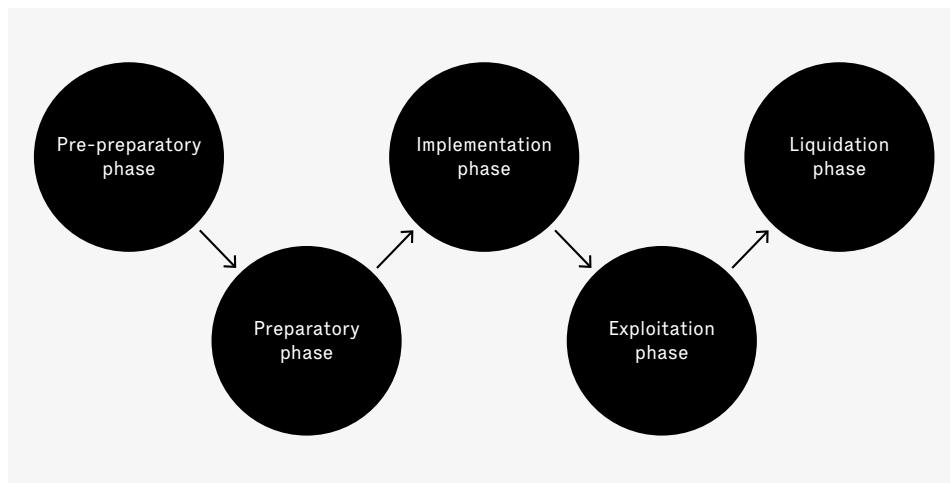 Pre-preparatory
phase
Preparatory
phase
Implementation
phase
Exploitation
phase
Liquidation
phase